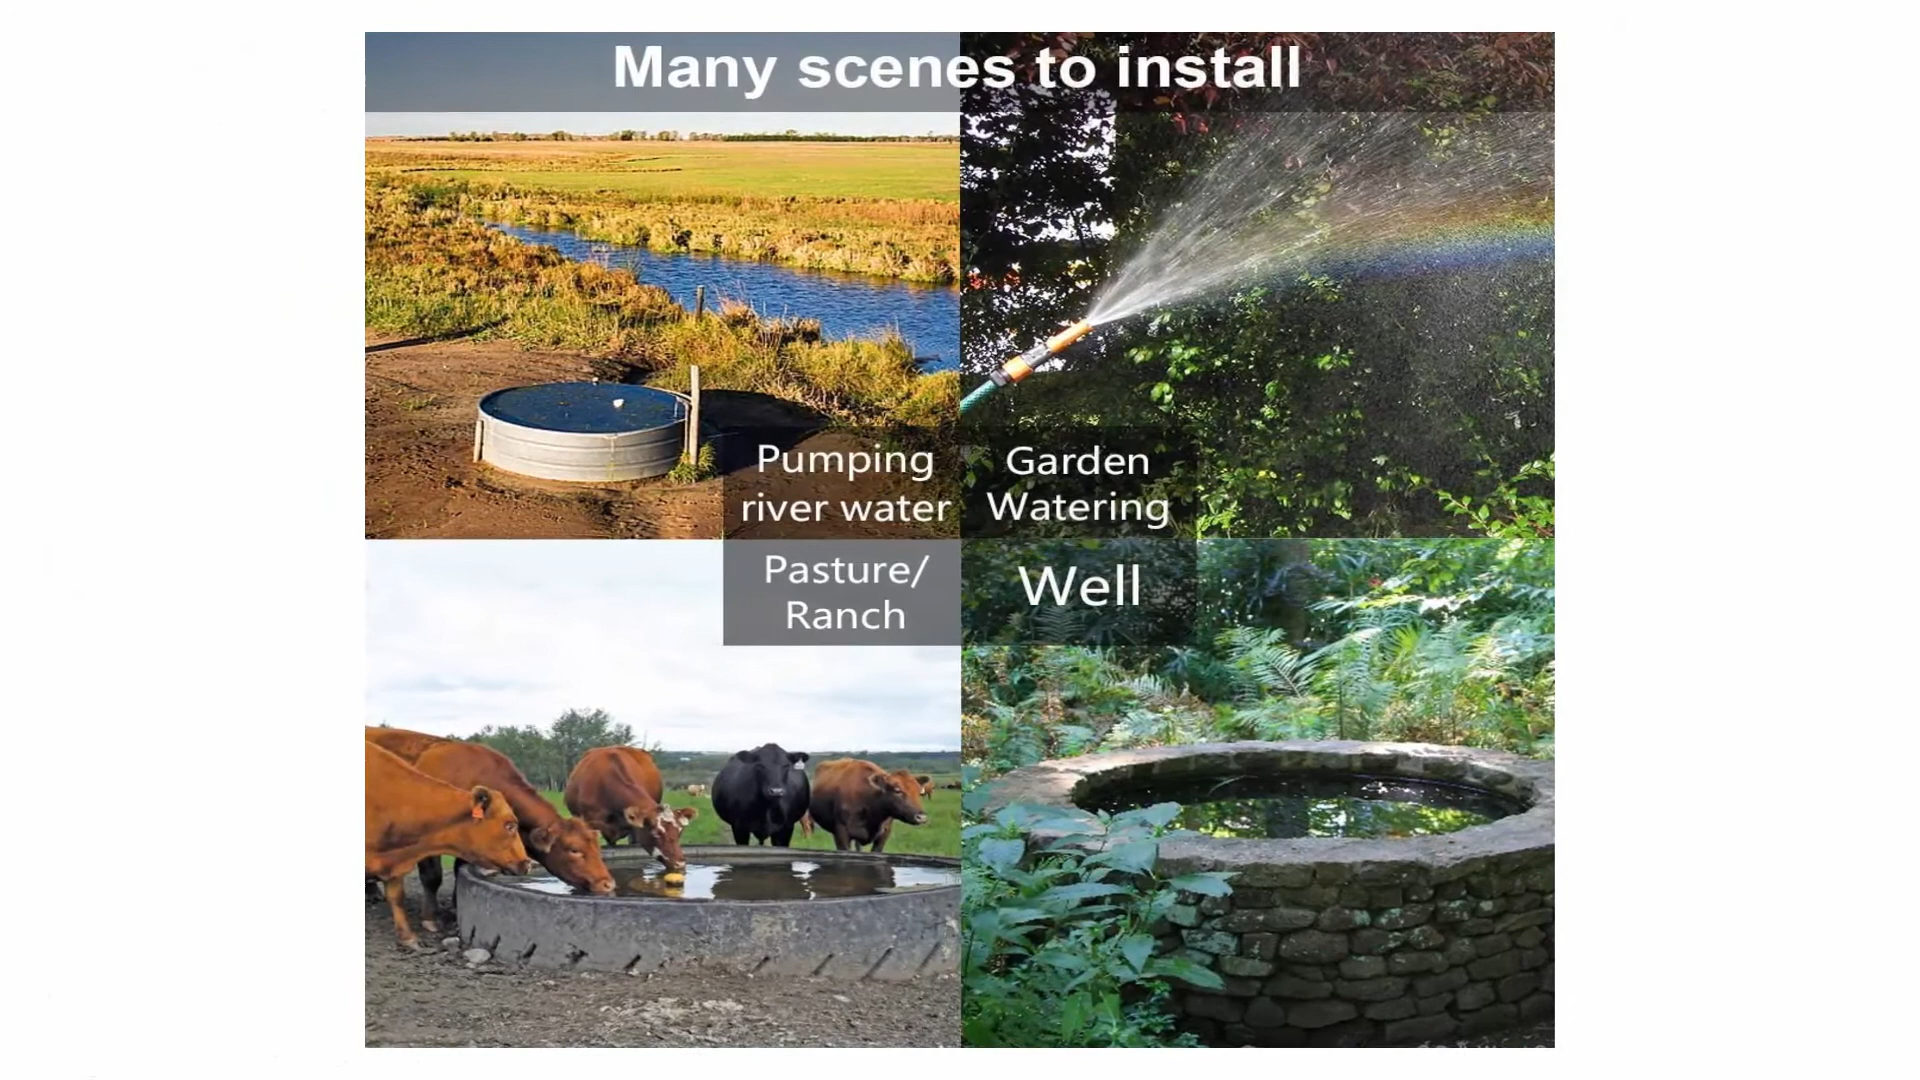 Many scenes to install
Pumping
river water
Garden
Watering
Pasture/
Ranch
Well